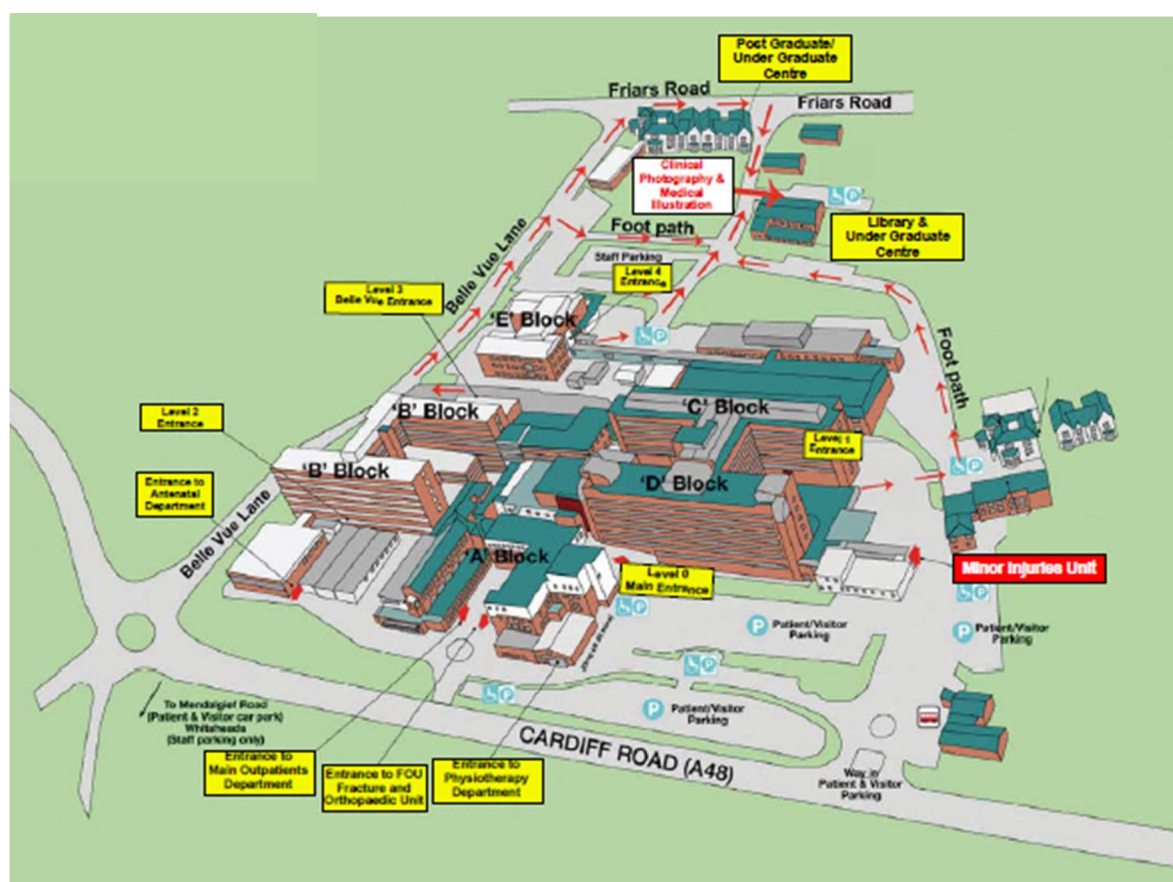 Post Graduate/
Under Graduate
Centre
Friars Road
Friars Road
Clinical
Photography &
Medical
Illustration
P
Library &
Under Graduate
Centre
Foot path
Staff Parking
Level 4
Entrance
Belle Vue Lane
Level 3
Belle Vue Entrance
'E' Block
P
Foot path
Level 2
Entrance
'B' Block
'C' Block
Level 1
Entrance
'B' Block
'D' Block
P
Entrance to
Antenatal
Department
Belle Vue Lane
'A' Block
Level 0
Main Entrance
Minor Injuries Unit
P
P
P
Patient/Visitor
Parking
P
Patient/Visitor
Parking
P
P
P
Patient/Visitor
Parking
To Mendalgief Road
(Patient & Visitor car park)
Whiteheads
(Staff parking only)
CARDIFF ROAD (A48)
Entrance to
Main Outpatients
Department
Entrance to FOU
Fracture and
Orthopaedic Unit
Entrance to
Physiotherapy
Department
Way in
Patient & Visitor
Parking